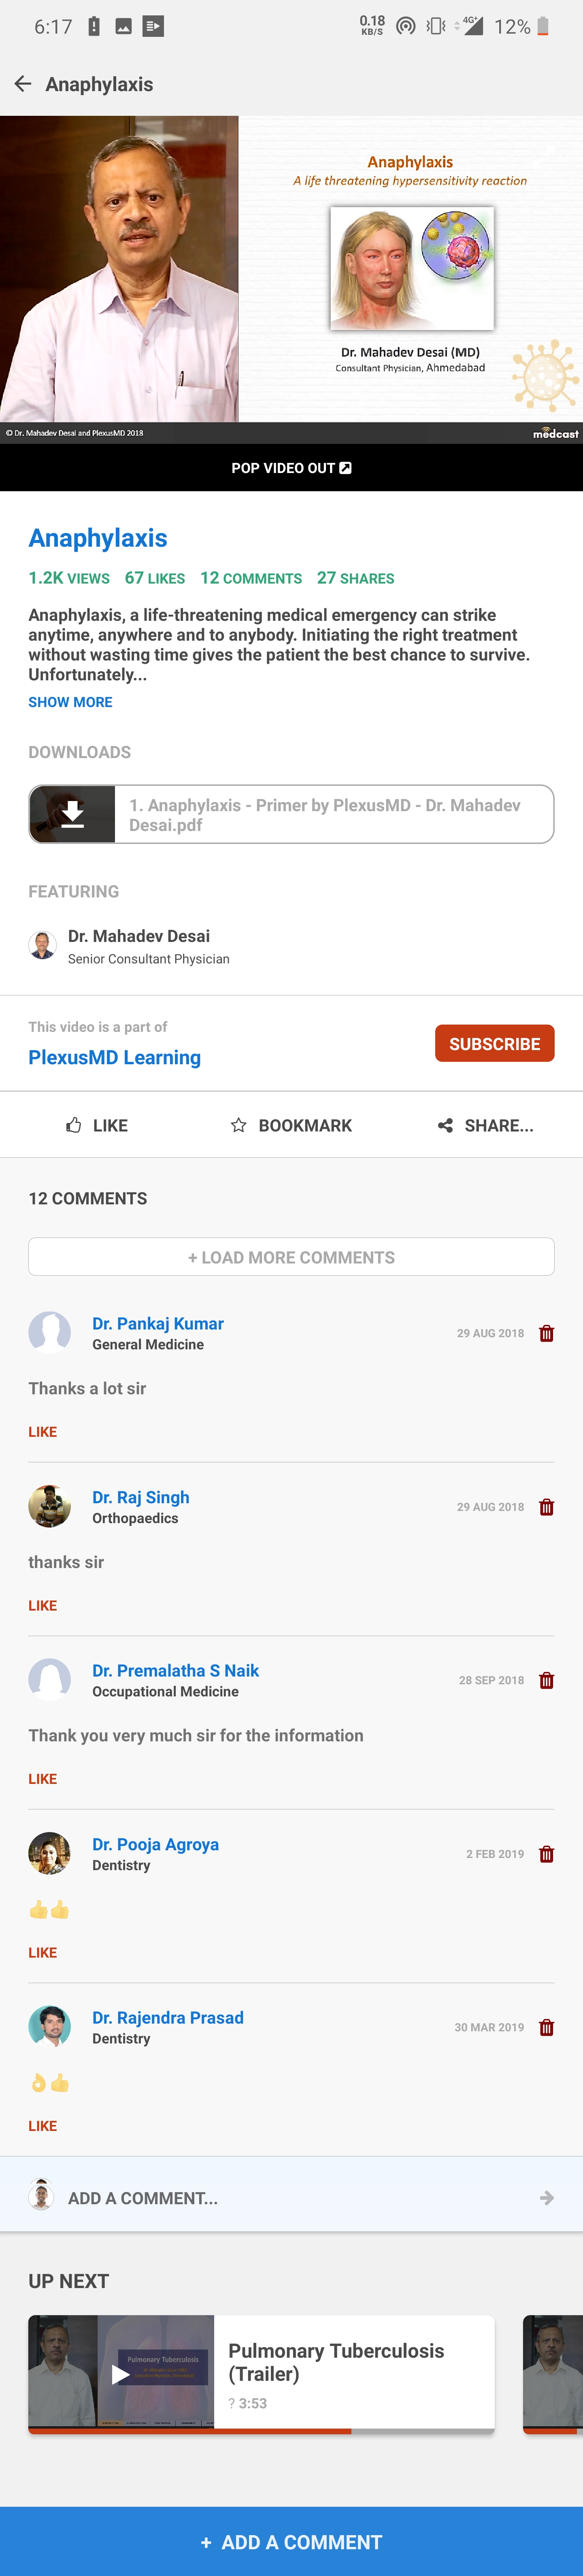 6:17
0.18
KB/S
4G+
12%
Anaphylaxis
Anaphylaxis
A life threatening hypersensitivity reaction
Dr. Mahadev Desai (MD)
Consultant Physician, Ahmedabad
© Dr. Mahadev Desai and PlexusMD 2018
medcast
POP VIDEO OUT
Anaphylaxis
1.2K VIEWS 67 LIKES 12 COMMENTS 27 SHARES
Anaphylaxis, a life-threatening medical emergency can strike
anytime, anywhere and to anybody. Initiating the right treatment
without wasting time gives the patient the best chance to survive.
Unfortunately...
SHOW MORE
DOWNLOADS
1. Anaphylaxis - Primer by PlexusMD - Dr. Mahadev
Desai.pdf
FEATURING
Dr. Mahadev Desai
Senior Consultant Physician
This video is a part of
PlexusMD Learning
SUBSCRIBE
LIKE
BOOKMARK
SHARE...
12 COMMENTS
+ LOAD MORE COMMENTS
Dr. Pankaj Kumar
General Medicine
29 AUG 2018
Thanks a lot sir
LIKE
Dr. Raj Singh
Orthopaedics
29 AUG 2018
thanks sir
LIKE
Dr. Premalatha S Naik
Occupational Medicine
28 SEP 2018
Thank you very much sir for the information
LIKE
Dr. Pooja Agroya
Dentistry
2 FEB 2019
👍👍
LIKE
Dr. Rajendra Prasad
Dentistry
30 MAR 2019
👌👍
LIKE
ADD A COMMENT...
UP NEXT
Pulmonary Tuberculosis
Pulmonary Tuberculosis
(Trailer)
? 3:53
+ ADD A COMMENT